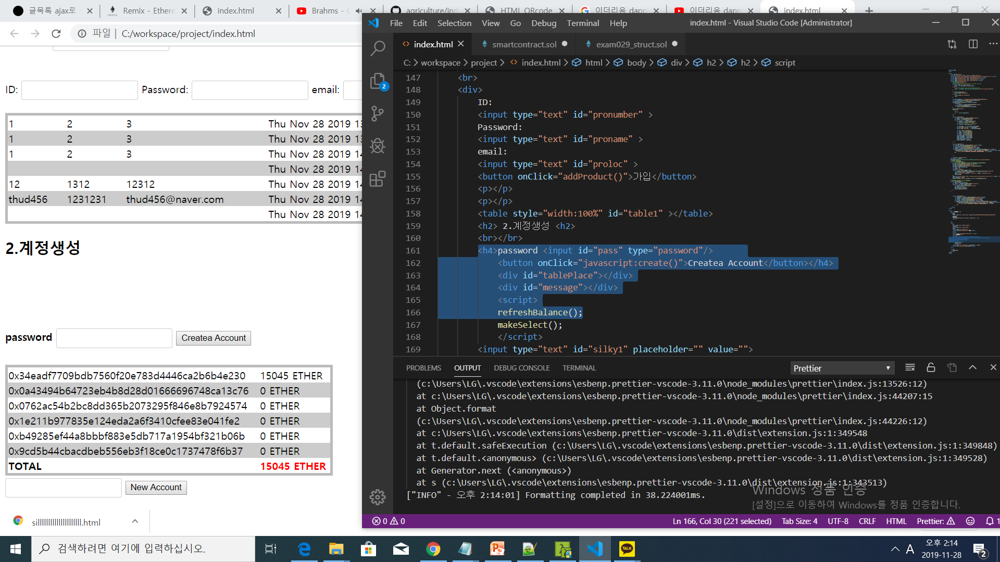 글목록 ajax로
Remix - Ethere
index.html
Brahms -
agriculture/ind
HTML QRcode
이더리움 dapp
이더리움 dapp
index.html
파일 | C:/workspace/project/index.html
ID:
Password:
email:
1 2 3 Thu Nov 28 2019 13
1 2 3 Thu Nov 28 2019 13
1 2 3 Thu Nov 28 2019 14
Thu Nov 28 2019 14
12 1312 12312 Thu Nov 28 2019 14
thud456 1231231 thud456@naver.com Thu Nov 28 2019 14
Thu Nov 28 2019 14
2.계정생성
password
Createa Account
0x34eadf7709bdb7560f20e783d4446ca2b6b4e230 15045 ETHER
0x0a43494b64723eb4b8d28d01666696748ca13c76 0 ETHER
0x0762ac54b2bc8dd365b2073295f846e8b7924574 0 ETHER
0x1e211b977835e124eda2a6f3410cfee83e041fe2 0 ETHER
0xb49285ef44a8bbbf883e5db717a1954bf321b06b 0 ETHER
0x9cd5b44cbacdbeb556eb3f18ce0c1737478f6b37 0 ETHER
TOTAL 15045 ETHER
New Account
File Edit Selection View Go Debug Terminal Help
index.html - Visual Studio Code [Administrator]
index.html
smartcontract.sol
exam029_struct.sol
C: > workspace > project > index.html > html > body > div > h2 > h2 > script
2
147 <br>
148 <div>
149 ID:
150 <input type="text" id="pronumber" >
151 Password:
152 <input type="text" id="proname" >
153 email:
154 <input type="text" id="proloc" >
155 <button onClick="addProduct()">가입</button>
156 <p></p>
157 <p></p>
158 <table style="width:100%" id="table1" ></table>
159 <h2> 2.계정생성 <h2>
160 <br></br>
161 <h4>password <input id="pass" type="password"/>
162 <button onClick="javascript:create()">Createa Account</button></h4>
163 <div id="tablePlace"></div>
164 <div id="message"></div>
165 <script>
166 refreshBalance();
167 makeSelect();
168 </script>
169 <input type="text" id="silky1" placeholder="" value="">
PROBLEMS OUTPUT DEBUG CONSOLE TERMINAL
Prettier
(c:\Users\LG\.vscode\extensions\esbenp.prettier-vscode-3.11.0\node_modules\prettier\index.js:13526:12)
at c:\Users\LG\.vscode\extensions\esbenp.prettier-vscode-3.11.0\node_modules\prettier\index.js:44207:15
at Object.format
(c:\Users\LG\.vscode\extensions\esbenp.prettier-vscode-3.11.0\node_modules\prettier\index.js:44226:12)
at c:\Users\LG\.vscode\extensions\esbenp.prettier-vscode-3.11.0\dist\extension.js:1:349548
at t.default.safeExecution (c:\Users\LG\.vscode\extensions\esbenp.prettier-vscode-3.11.0\dist\extension.js:1:349848)
at t.default.<anonymous> (c:\Users\LG\.vscode\extensions\esbenp.prettier-vscode-3.11.0\dist\extension.js:1:349528)
at Generator.next (<anonymous>)
at s (c:\Users\LG\.vscode\extensions\esbenp.prettier-vscode-3.11.0\dist\extension.js:1:343513)
["INFO" - 오후 2:14:01] Formatting completed in 38.224001ms.
Windows 정품 인증
[설정]으로 이동하여 Windows를 정품 인증합니다.
0 0
Ln 166, Col 30 (221 selected) Tab Size: 4 UTF-8 CRLF HTML Prettier: 1
검색하려면 여기에 입력하십시오.
TALK
A
오후 2:14
2019-11-28
2